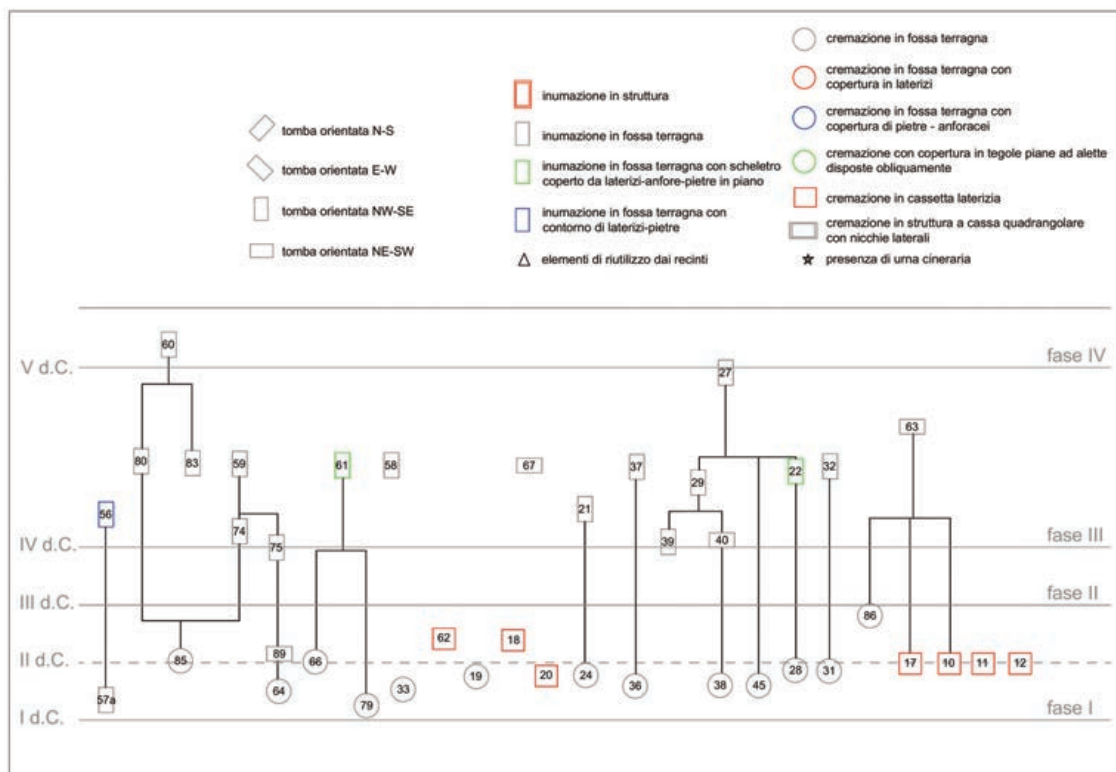 tomba orientata N-S
tomba orientata E-W
tomba orientata NW-SE
tomba orientata NE-SW
inumazione in struttura
inumazione in fossa terragna
inumazione in fossa terragna con scheletro
coperto da laterizi-anfore-pietre in piano
inumazione in fossa terragna con
contorno di laterizi-pietre
elementi di riutilizzo dai recinti
cremazione in fossa terragna
cremazione in fossa terragna con
copertura in laterizi
cremazione in fossa terragna con
copertura di pietre - anforacei
cremazione con copertura in tegole piane ad alette
disposte obliquamente
cremazione in cassetta laterizia
cremazione in struttura a cassa quadrangolare
con nicchie laterali
presenza di urna cineraria
60
V d.C. fase IV
27
63
80 83 59 61 58 67 37 22 32
29
56 21
74
IV d.C. 75 39 40 fase III
III d.C. fase II
86
62 18
89
II d.C. 85 66 17 10 11 12
19 20 24 28 31
64 33 36 38 45
57a 79
I d.C. fase I